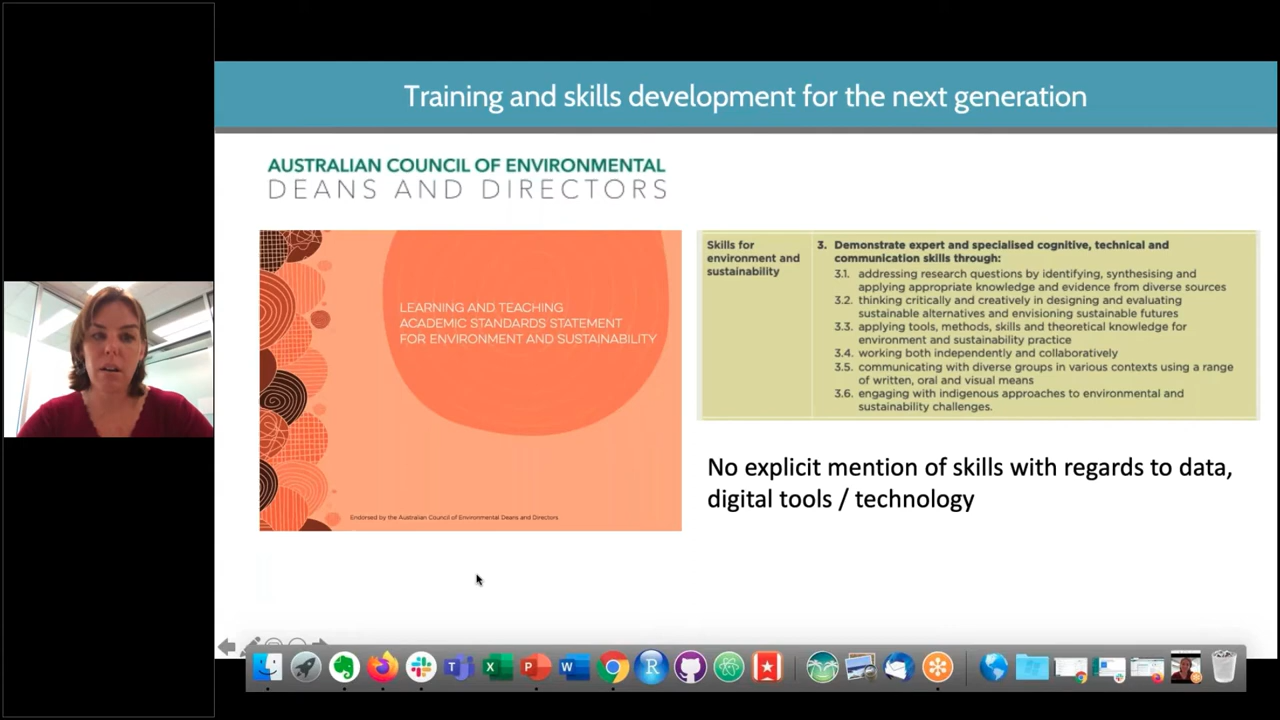 Training and skills development for the next generation
AUSTRALIAN COUNCIL OF ENVIRONMENTAL
DEANS AND DIRECTORS
LEARNING AND TEACHING
ACADEMIC STANDARDS STATEMENT
FOR ENVIRONMENT AND SUSTAINABILITY
Endorsed by the Australian Council of Environmental Deans and Directors
Skills for
environment and
sustainability
3. Demonstrate expert and specialised cognitive, technical and
communication skills through:
3.1. addressing research questions by identifying, synthesising and
applying appropriate knowledge and evidence from diverse sources
3.2. thinking critically and creatively in designing and evaluating
sustainable alternatives and envisioning sustainable futures
3.3. applying tools, methods, skills and theoretical knowledge for
environment and sustainability practice
3.4. working both independently and collaboratively
3.5. communicating with diverse groups in various contexts using a range
of written, oral and visual means
3.6. engaging with indigenous approaches to environmental and
sustainability challenges.
No explicit mention of skills with regards to data,
digital tools / technology
T X P W R